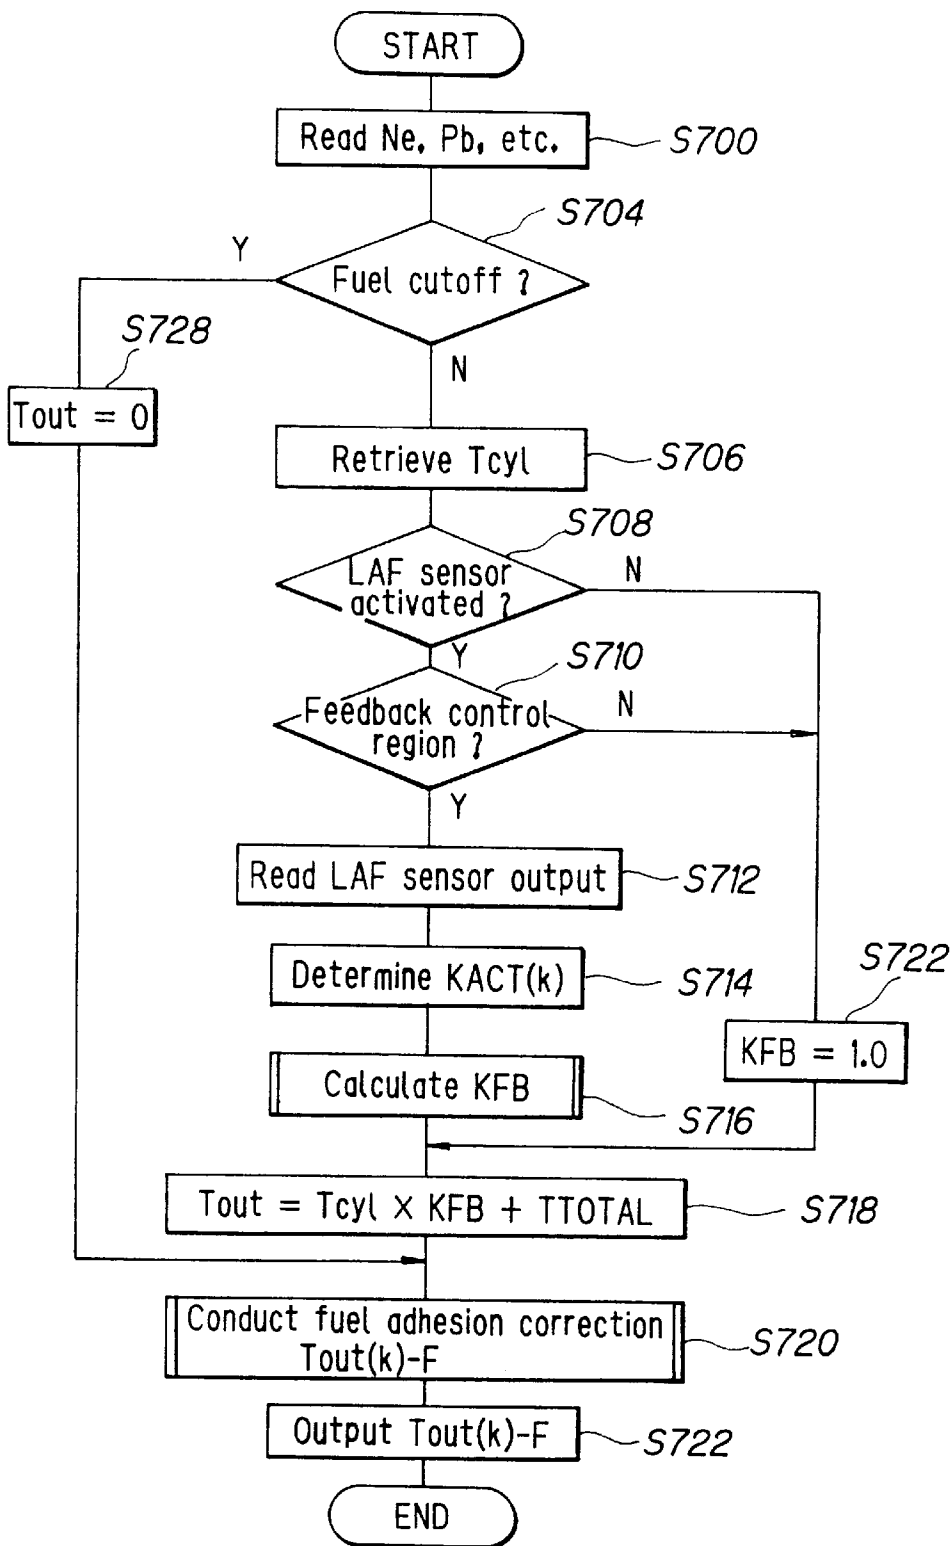 START
Read Ne, Pb, etc.
S700
S704
Y
Fuel cutoff ?
S728
N
Tout = 0
Retrieve Tcyl
S706
S708
LAF sensor
activated ?
N
Y
S710
Feedback control
region ?
N
Y
Read LAF sensor output
S712
Determine KACT(k)
S714
S722
KFB = 1.0
Calculate KFB
S716
Tout = Tcyl × KFB + TTOTAL
S718
Conduct fuel adhesion correction
Tout(k)-F
S720
Output Tout(k)-F
S722
END